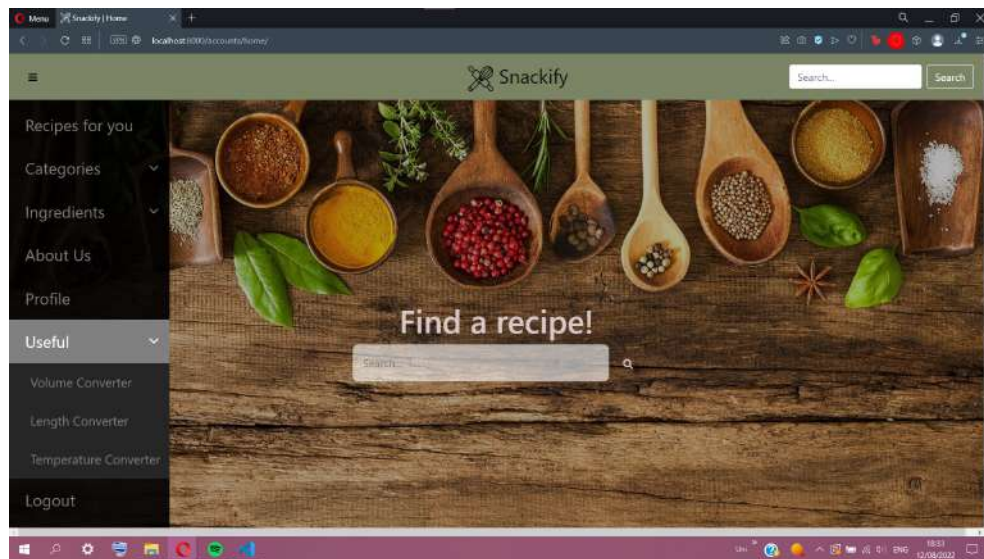 Menu
Snackify | Home
VPN
localhost:8000/accounts/home/
Snackify
Search...
Search
Recipes for you
Categories
Ingredients
About Us
Profile
Useful
Volume Converter
Length Converter
Temperature Converter
Logout
Find a recipe!
Search...
ENG
18:51
12/08/2022